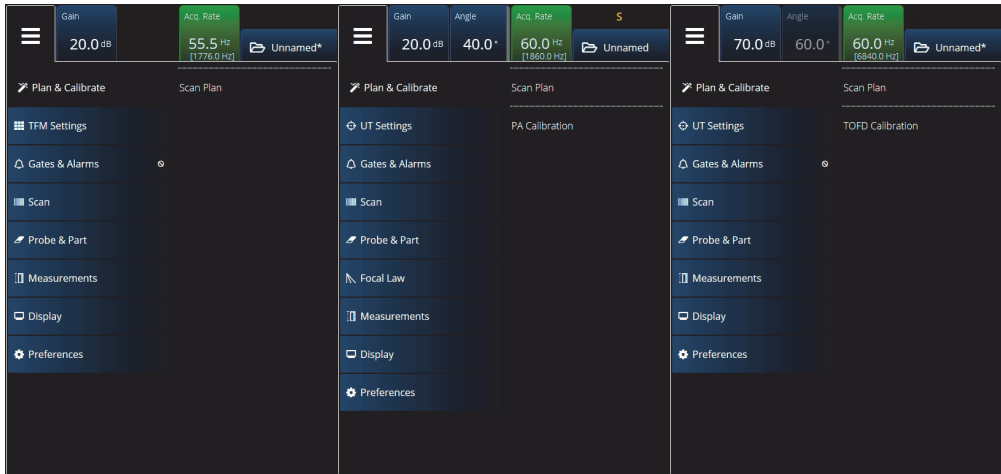 Gain
20.0 dB
Acq. Rate
55.5 Hz
[1776.0 Hz]
Unnamed*
Plan & Calibrate
Scan Plan
TFM Settings
Gates & Alarms
Scan
Probe & Part
Measurements
Display
Preferences
Gain
20.0 dB
Angle
40.0 °
Acq. Rate
60.0 Hz
[1860.0 Hz]
S
Unnamed
Plan & Calibrate
Scan Plan
UT Settings
PA Calibration
Gates & Alarms
Scan
Probe & Part
Focal Law
Measurements
Display
Preferences
Gain
70.0 dB
Angle
60.0 °
Acq. Rate
60.0 Hz
[6840.0 Hz]
Unnamed*
Plan & Calibrate
Scan Plan
UT Settings
TOFD Calibration
Gates & Alarms
Scan
Probe & Part
Measurements
Display
Preferences